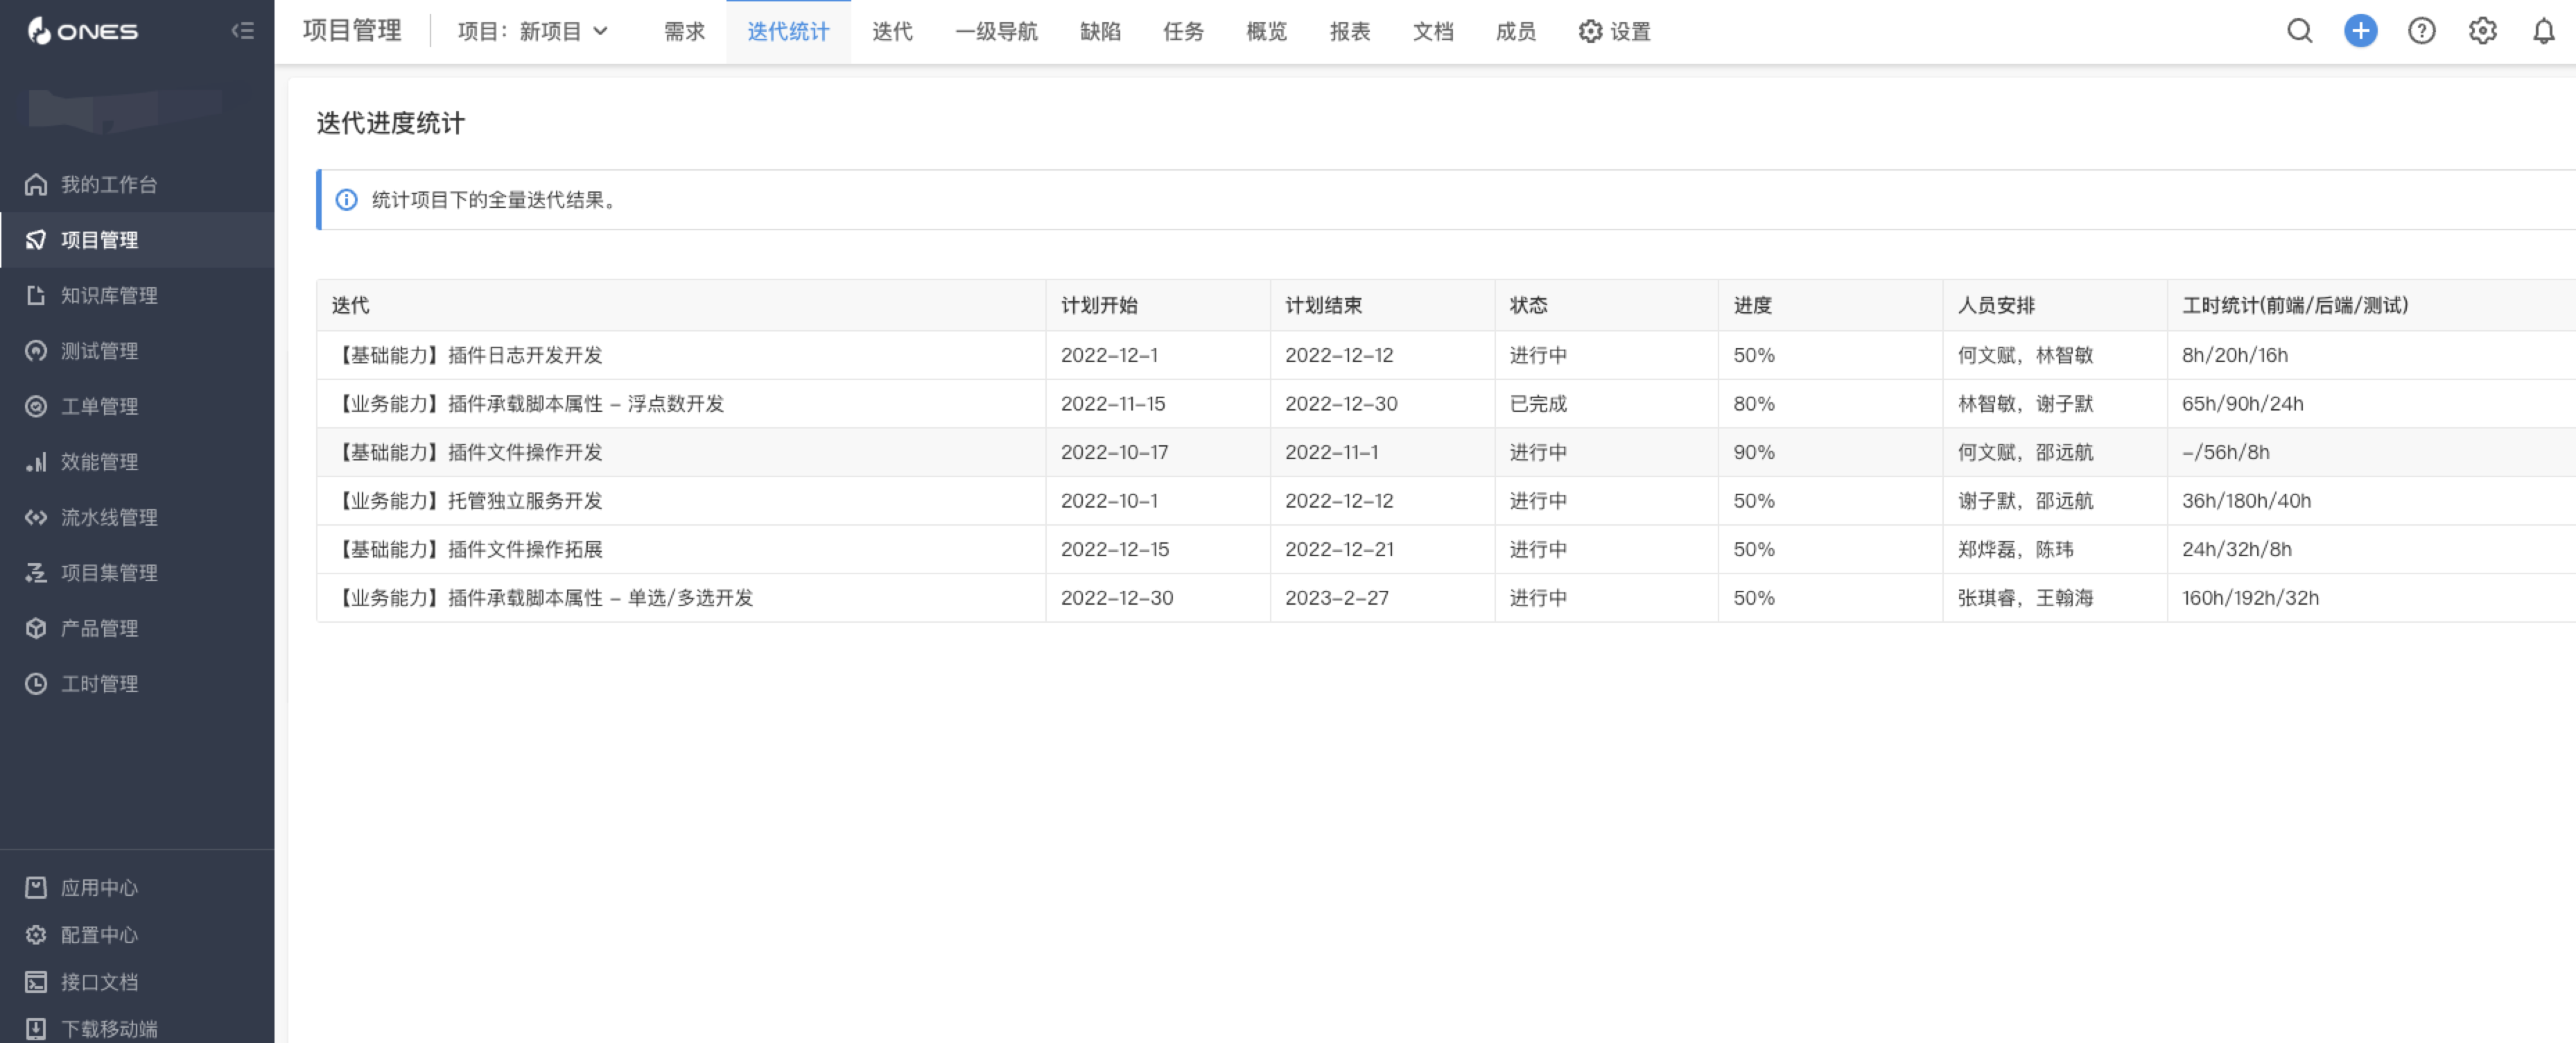 ONES
项目管理 项目：新项目 需求 迭代统计 迭代 一级导航 缺陷 任务 概览 报表 文档 成员 设置
我的工作台
项目管理
知识库管理
测试管理
工单管理
效能管理
流水线管理
项目集管理
产品管理
工时管理
应用中心
配置中心
接口文档
下载移动端
迭代进度统计
统计项目下的全量迭代结果。
迭代 计划开始 计划结束 状态 进度 人员安排 工时统计(前端/后端/测试)
【基础能力】插件日志开发开发 2022-12-1 2022-12-12 进行中 50% 何文赋，林智敏 8h/20h/16h
【业务能力】插件承载脚本属性 - 浮点数开发 2022-11-15 2022-12-30 已完成 80% 林智敏，谢子默 65h/90h/24h
【基础能力】插件文件操作开发 2022-10-17 2022-11-1 进行中 90% 何文赋，邵远航 -/56h/8h
【业务能力】托管独立服务开发 2022-10-1 2022-12-12 进行中 50% 谢子默，邵远航 36h/180h/40h
【基础能力】插件文件操作拓展 2022-12-15 2022-12-21 进行中 50% 郑烨磊，陈玮 24h/32h/8h
【业务能力】插件承载脚本属性 - 单选/多选开发 2022-12-30 2023-2-27 进行中 50% 张琪睿，王翰海 160h/192h/32h